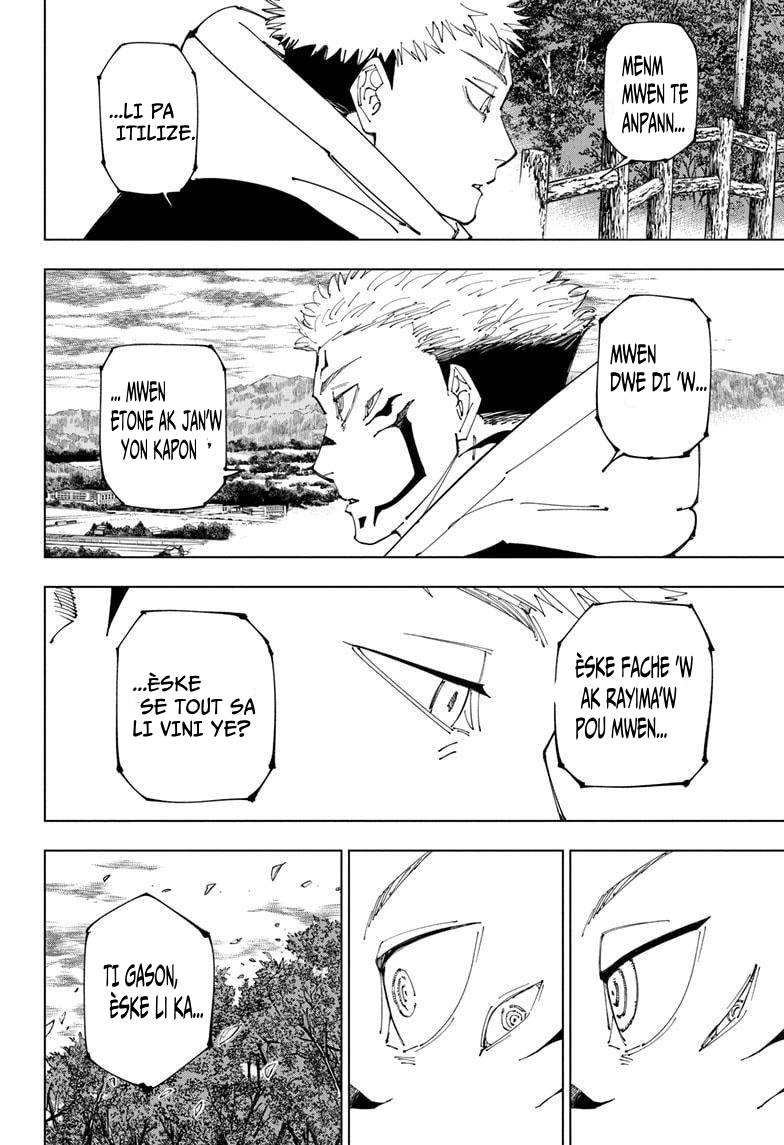 MENM
MWEN TE
ANPANN...
...LI PA
ITILIZE.
MWEN
DWE DI 'W...
... MWEN
ETONE AK JAN'W
YON KAPON '
ÈSKE FACHE 'W
AK RAYIMA'W
POU MWEN...
...ÈSKE
SE TOUT SA
LI VINI YE?
TI GASON,
ÈSKE LI KA...